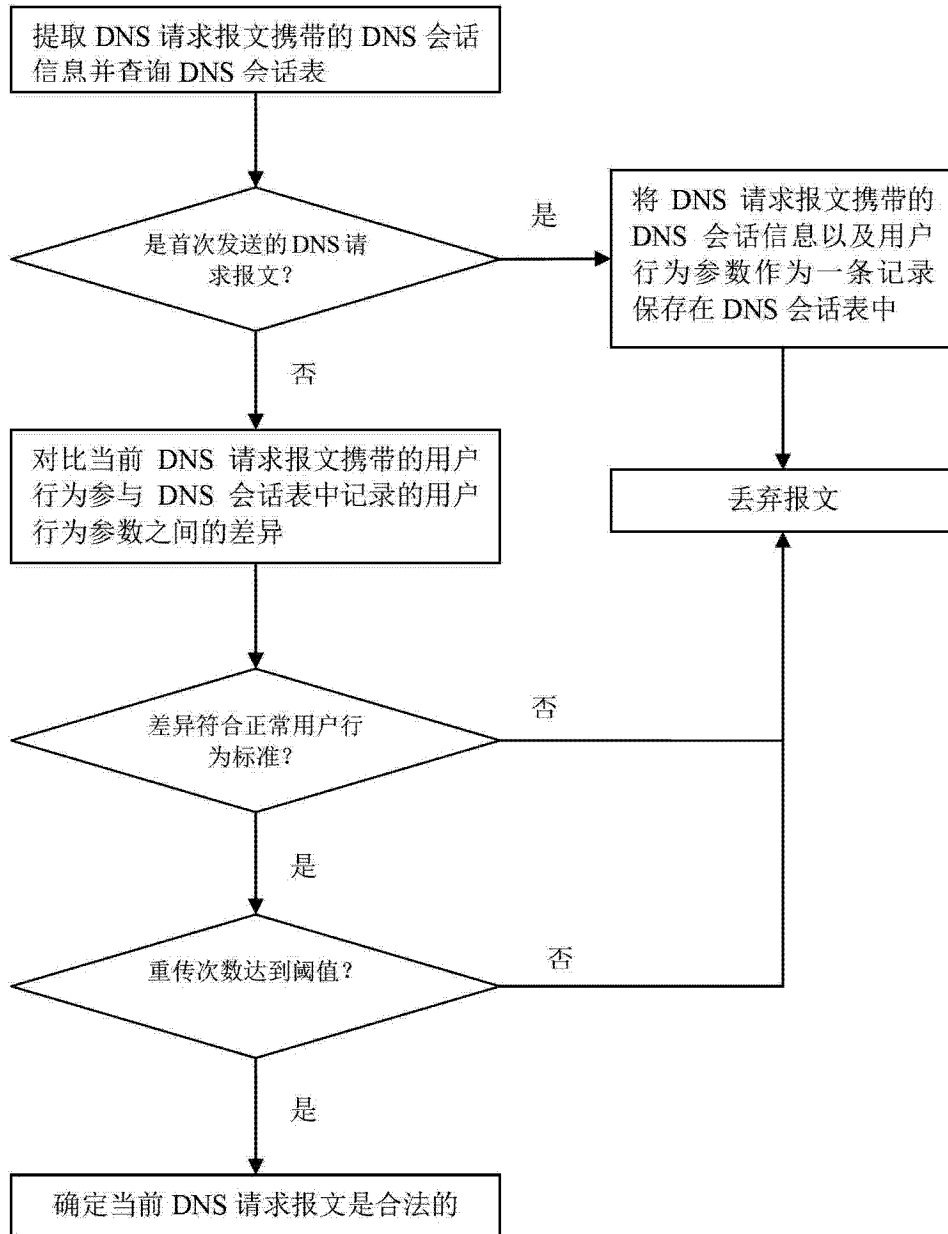 提取 DNS 请求报文携带的 DNS 会话
信息并查询 DNS 会话表
是首次发送的 DNS 请
求报文？
是
将 DNS 请求报文携带的
DNS 会话信息以及用户
行为参数作为一条记录
保存在 DNS 会话表中
否
对比当前 DNS 请求报文携带的用户
行为参与 DNS 会话表中记录的用户
行为参数之间的差异
丢弃报文
差异符合正常用户行
为标准？
否
是
重传次数达到阈值？
否
是
确定当前 DNS 请求报文是合法的